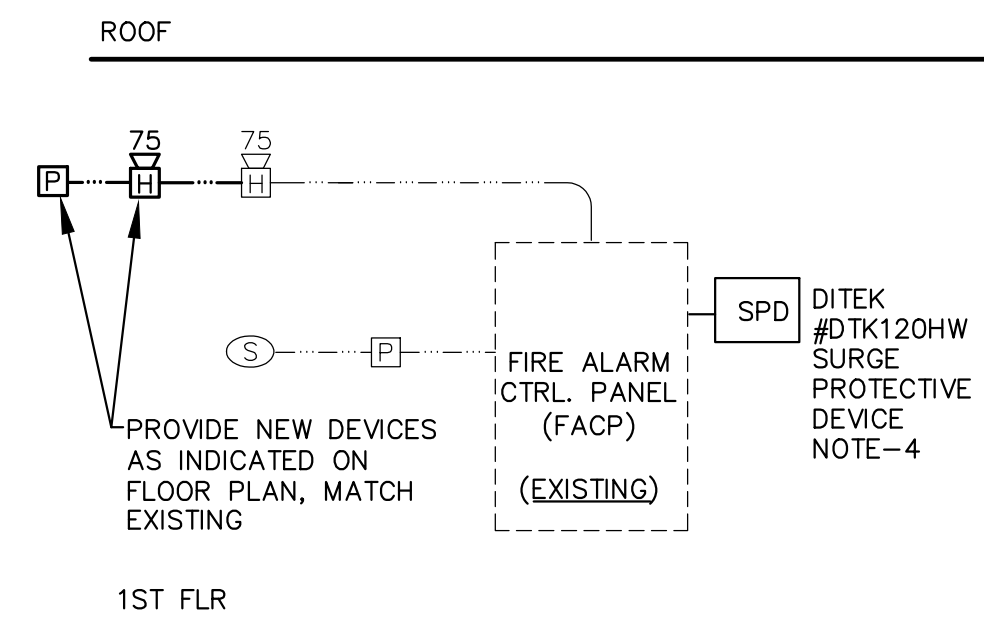 ROOF
75
75
P
H
H
S
P
FIRE ALARM
CTRL. PANEL
(FACP)
(EXISTING)
SPD
DITEK
#DTK120HW
SURGE
PROTECTIVE
DEVICE
NOTE-4
PROVIDE NEW DEVICES
AS INDICATED ON
FLOOR PLAN, MATCH
EXISTING
1ST FLR